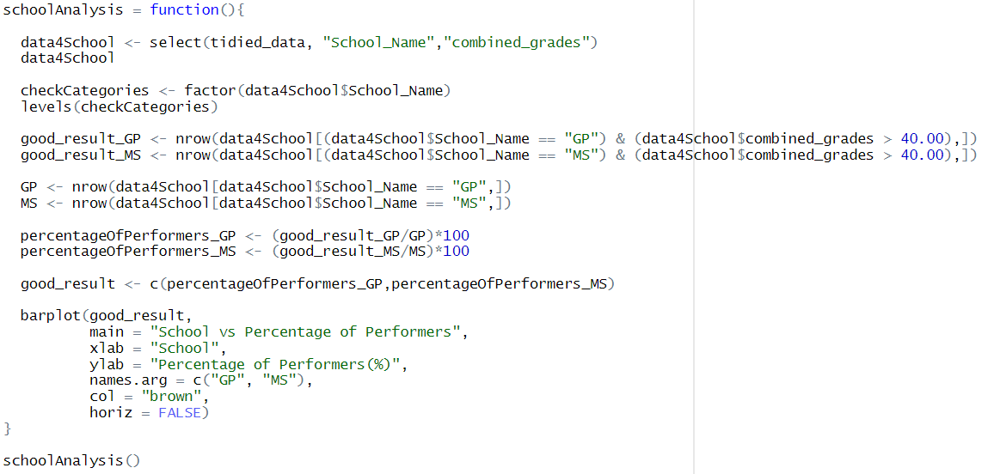 schoolAnalysis = function(){
data4School <- select(tidied_data, "School_Name","combined_grades")
data4School
checkCategories <- factor(data4School$School_Name)
levels(checkCategories)
good_result_GP <- nrow(data4School[(data4School$School_Name == "GP") & (data4School$combined_grades > 40.00),])
good_result_MS <- nrow(data4School[(data4School$School_Name == "MS") & (data4School$combined_grades > 40.00),])
GP <- nrow(data4School[data4School$School_Name == "GP",])
MS <- nrow(data4School[data4School$School_Name == "MS",])
percentageOfPerformers_GP <- (good_result_GP/GP)*100
percentageOfPerformers_MS <- (good_result_MS/MS)*100
good_result <- c(percentageOfPerformers_GP,percentageOfPerformers_MS)
barplot(good_result,
main = "School vs Percentage of Performers",
xlab = "School",
ylab = "Percentage of Performers(%)",
names.arg = c("GP", "MS"),
col = "brown",
horiz = FALSE)
}
schoolAnalysis()